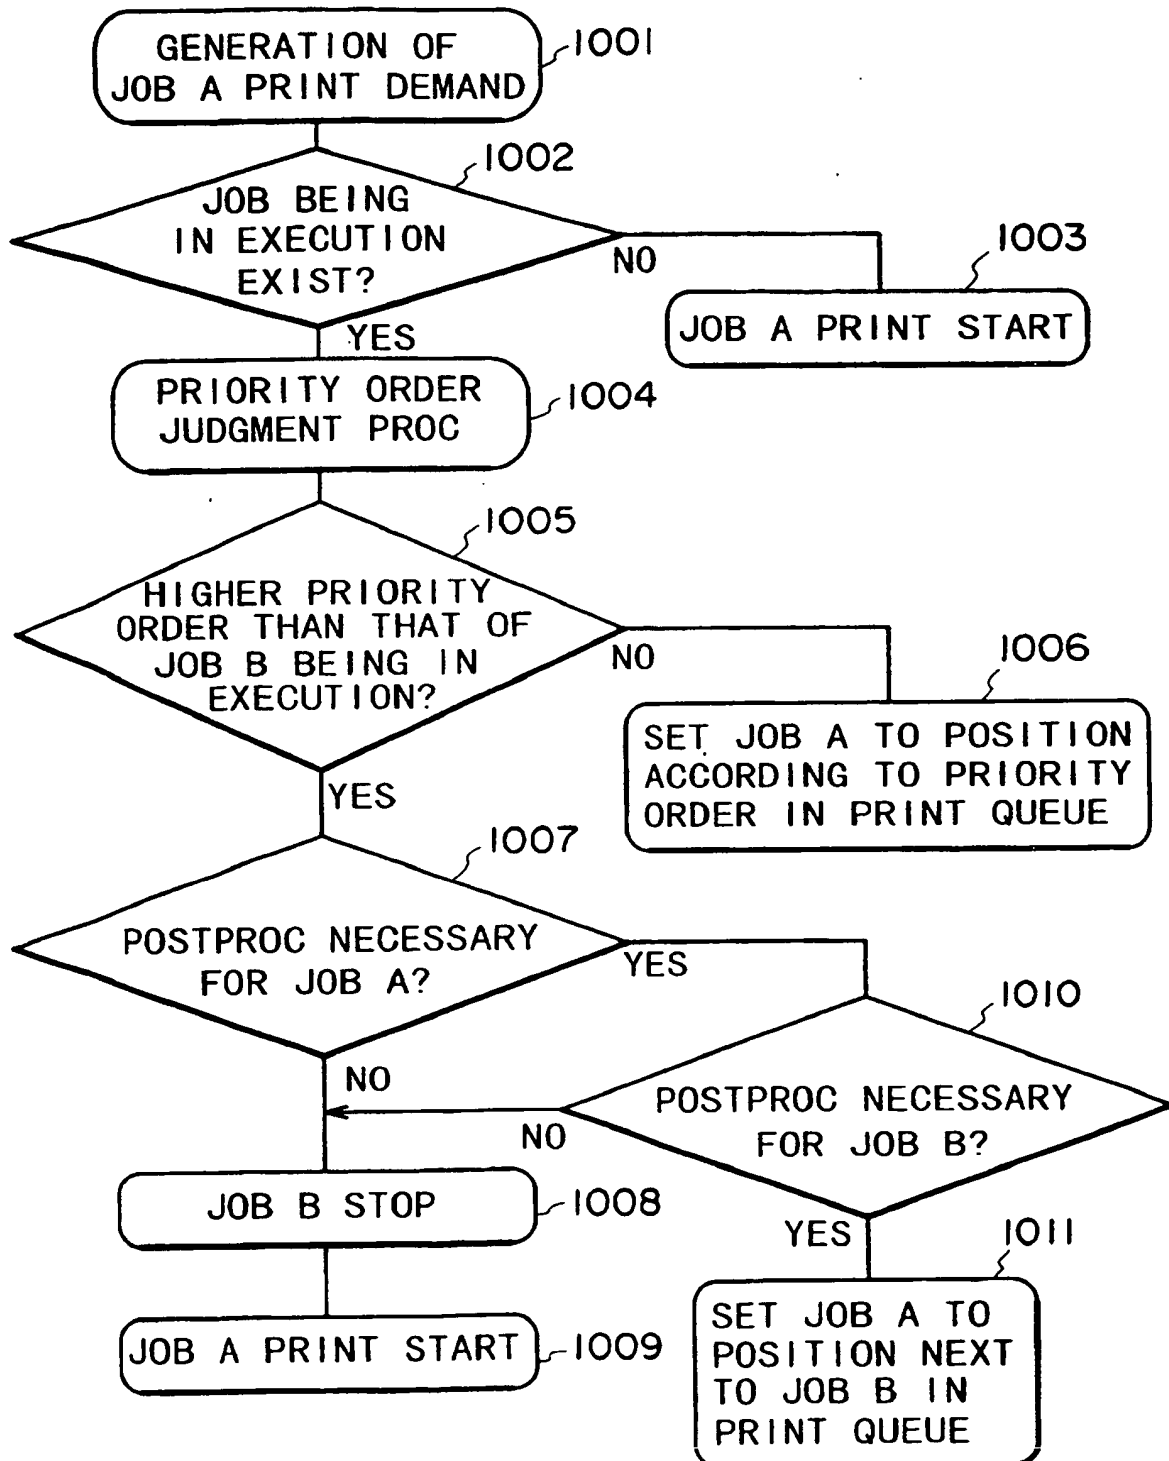 GENERATION OF
JOB A PRINT DEMAND
1001
1002
JOB BEING
IN EXECUTION
EXIST?
NO
1003
JOB A PRINT START
YES
PRIORITY ORDER
JUDGMENT PROC
1004
1005
HIGHER PRIORITY
ORDER THAN THAT OF
JOB B BEING IN
EXECUTION?
NO
1006
SET JOB A TO POSITION
ACCORDING TO PRIORITY
ORDER IN PRINT QUEUE
YES
1007
POSTPROC NECESSARY
FOR JOB A?
YES
1010
NO
POSTPROC NECESSARY
FOR JOB B?
NO
JOB B STOP
1008
YES
1011
JOB A PRINT START
1009
SET JOB A TO
POSITION NEXT
TO JOB B IN
PRINT QUEUE